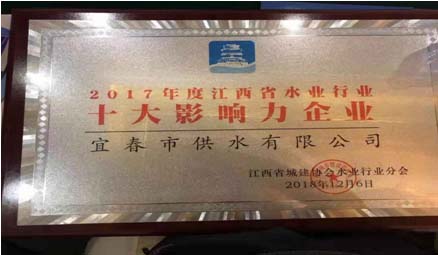 2017年度江西省水业行业
十大影响力企业
宜春市供水有限公司
江西省城建协会水业行业分会
2018年12月6日